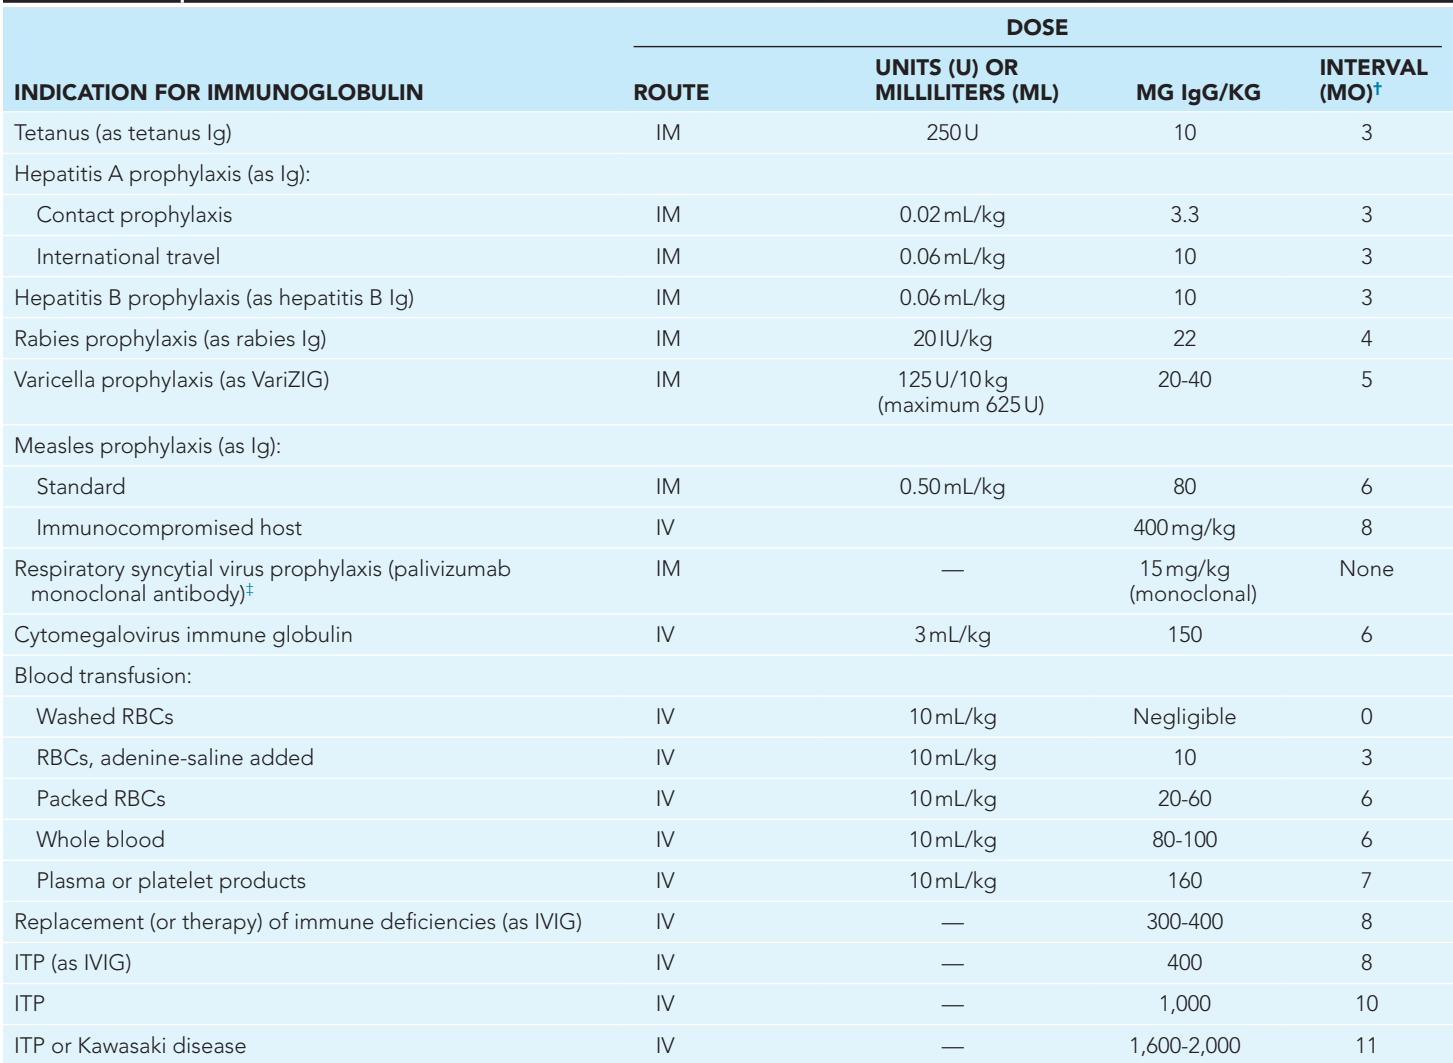 DOSE
INDICATION FOR IMMUNOGLOBULIN ROUTE UNITS (U) OR MILLILITERS (ML) MG IgG/KG INTERVAL (MO)†
Tetanus (as tetanus Ig) IM 250 U 10 3
Hepatitis A prophylaxis (as Ig):
Contact prophylaxis IM 0.02 mL/kg 3.3 3
International travel IM 0.06 mL/kg 10 3
Hepatitis B prophylaxis (as hepatitis B Ig) IM 0.06 mL/kg 10 3
Rabies prophylaxis (as rabies Ig) IM 20 IU/kg 22 4
Varicella prophylaxis (as VariZIG) IM 125 U/10 kg 20-40 5
(maximum 625 U)
Measles prophylaxis (as Ig):
Standard IM 0.50 mL/kg 80 6
Immunocompromised host IV 400 mg/kg 8
Respiratory syncytial virus prophylaxis (palivizumab IM — 15 mg/kg None
monoclonal antibody)‡ (monoclonal)
Cytomegalovirus immune globulin IV 3 mL/kg 150 6
Blood transfusion:
Washed RBCs IV 10 mL/kg Negligible 0
RBCs, adenine-saline added IV 10 mL/kg 10 3
Packed RBCs IV 10 mL/kg 20-60 6
Whole blood IV 10 mL/kg 80-100 6
Plasma or platelet products IV 10 mL/kg 160 7
Replacement (or therapy) of immune deficiencies (as IVIG) IV — 300-400 8
ITP (as IVIG) IV — 400 8
ITP IV — 1,000 10
ITP or Kawasaki disease IV — 1,600-2,000 11